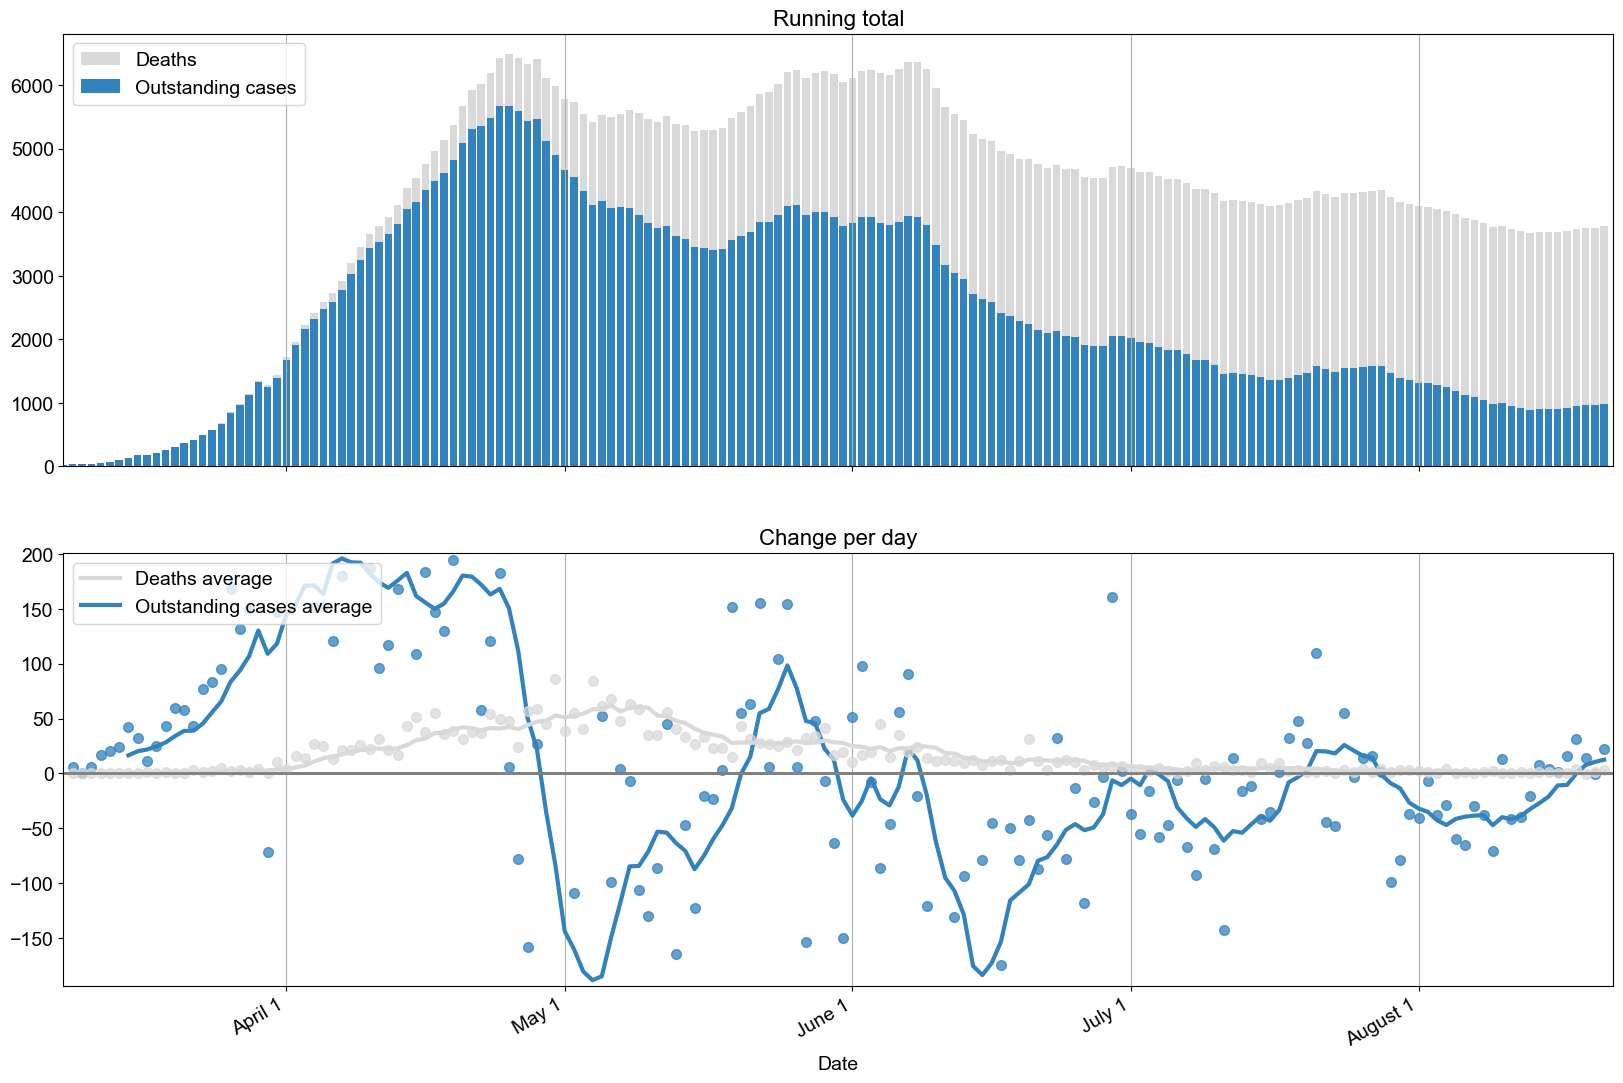 Running total
Deaths
Outstanding cases
6000
5000
4000
3000
2000
1000
0
Change per day
Deaths average
Outstanding cases average
200
150
100
50
0
−50
−100
−150
April 1
May 1
June 1
July 1
August 1
Date